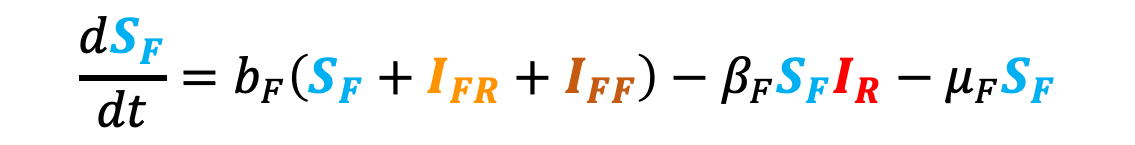 dS_F/dt = b_F(S_F + I_FR + I_FF) − β_F S_F I_R − μ_F S_F